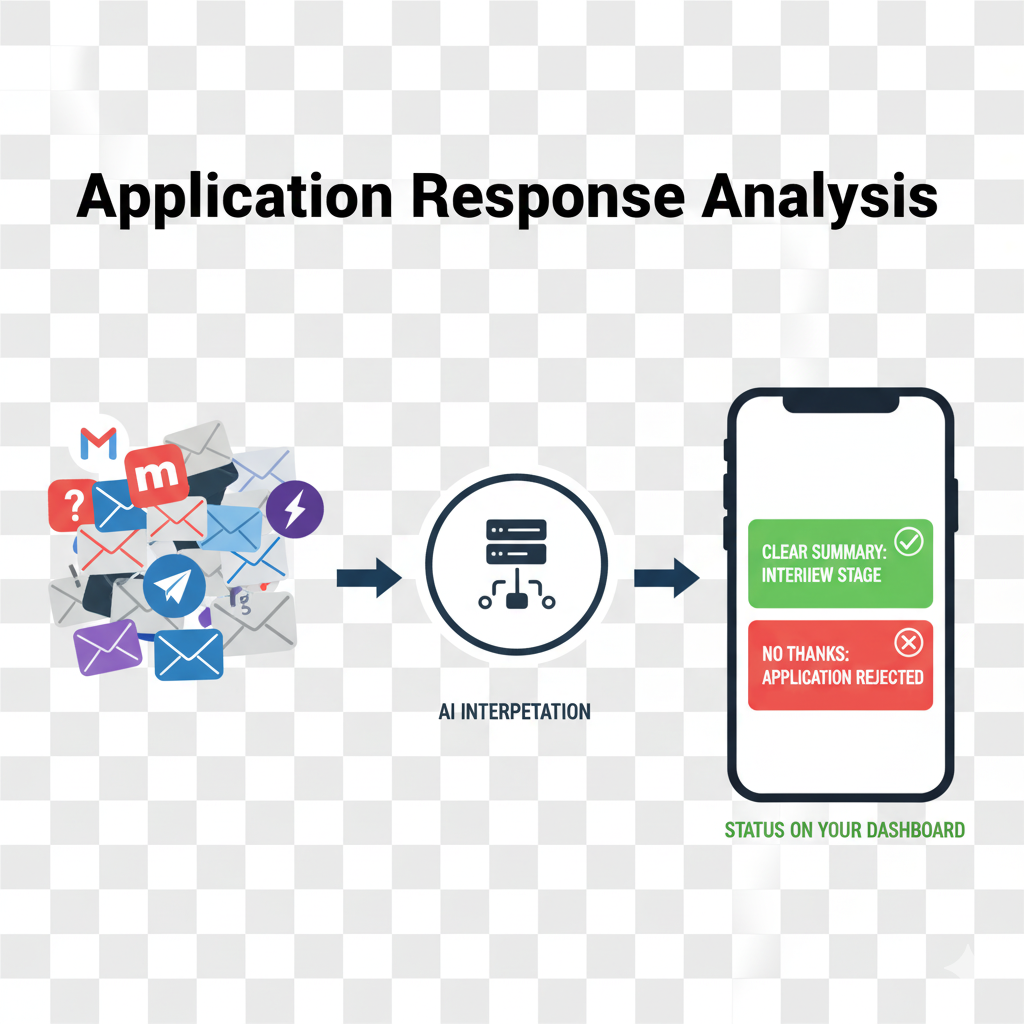 Application Response Analysis
m
?
CLEAR SUMMARY:
INTERIIEW STAGE
NO THANKS:
APPLICATION REJECTED
AI INTERPETATION
STATUS ON YOUR DASHBOARD